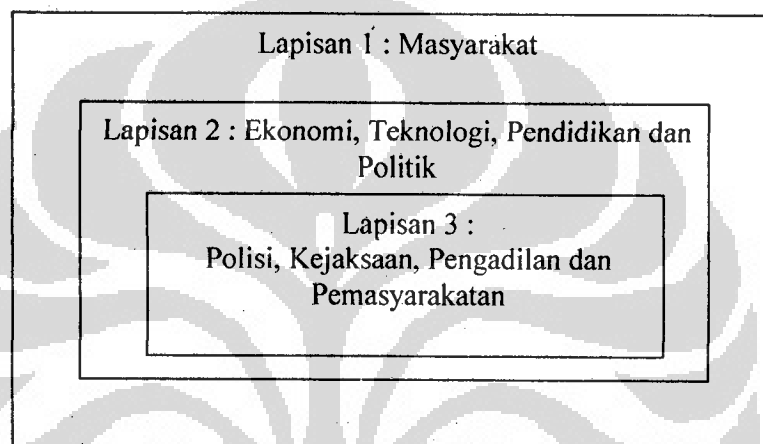 Lapisan 1 : Masyarakat
Lapisan 2 : Ekonomi, Teknologi, Pendidikan dan
Politik
Lapisan 3 :
Polisi, Kejaksaan, Pengadilan dan
Pemasyarakatan